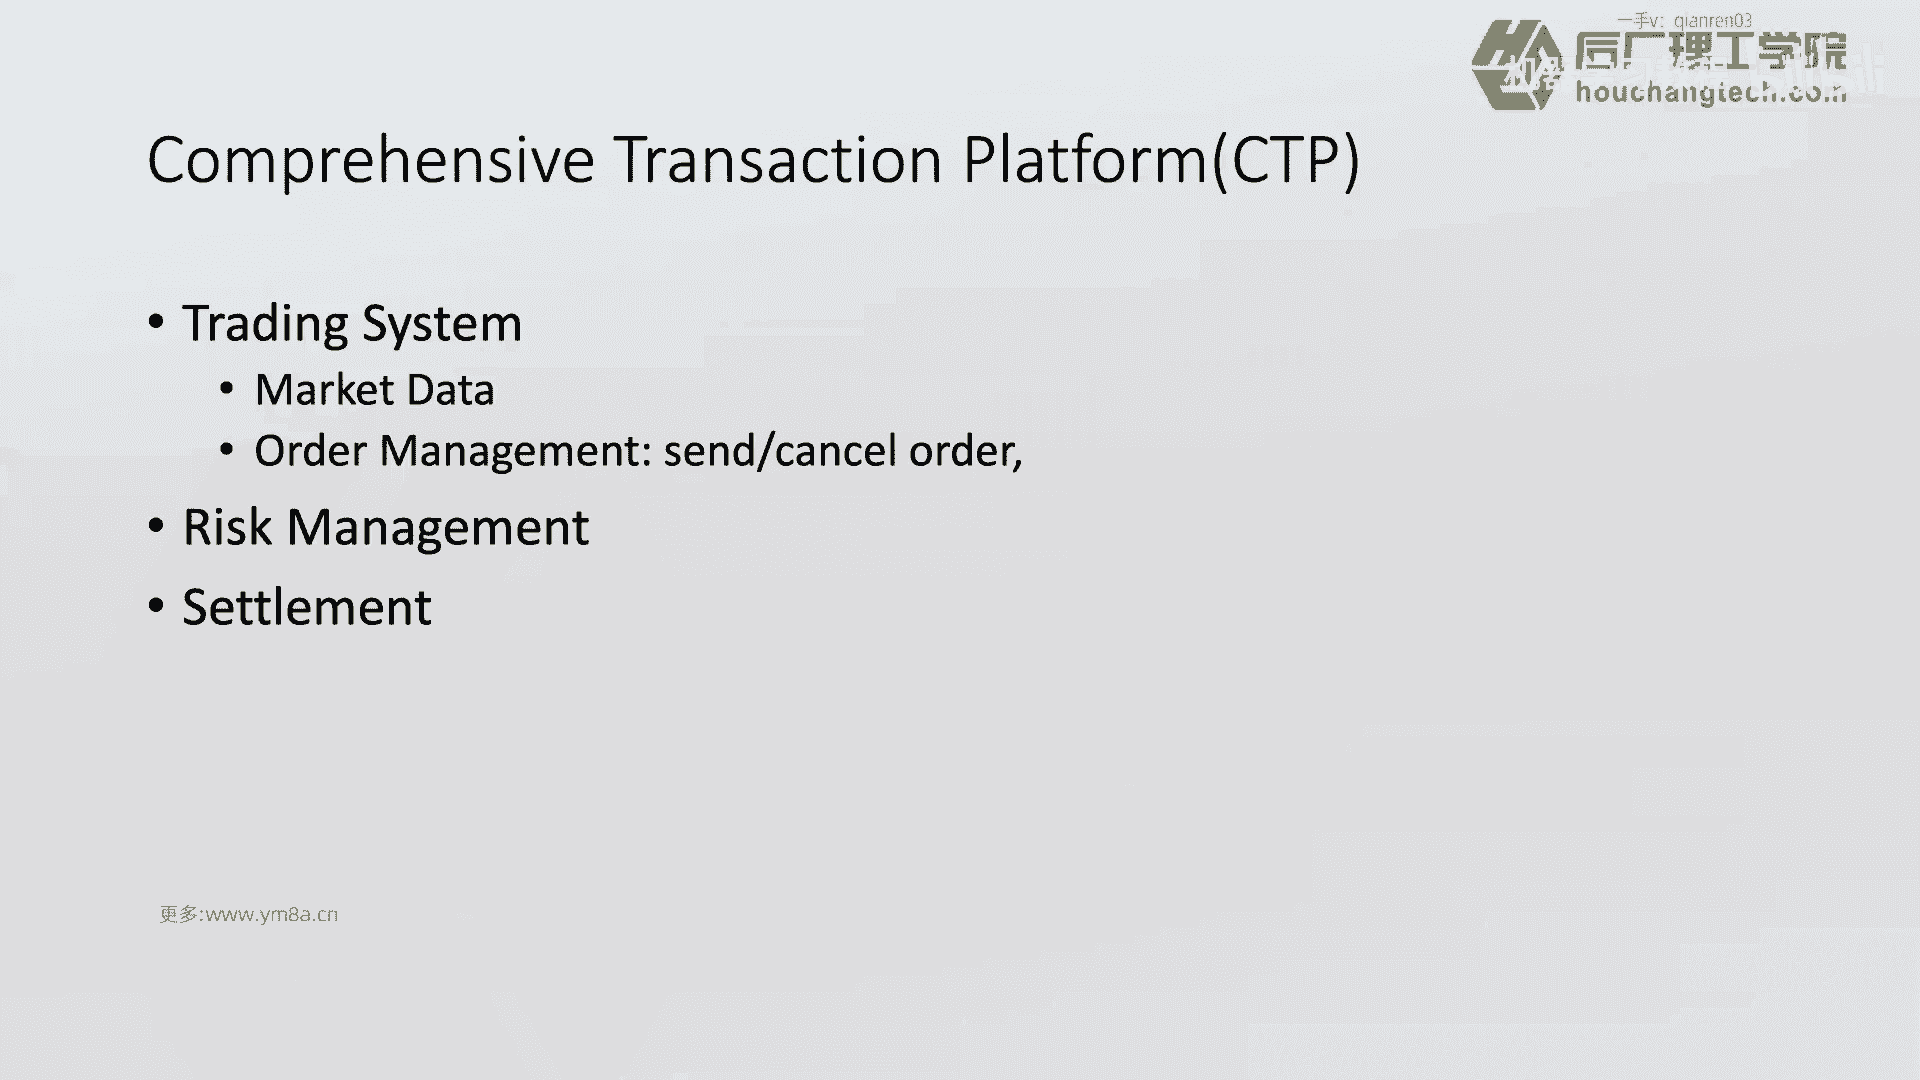 一手v: qianren03
后厂理工学院
houchangtech.com
Comprehensive Transaction Platform(CTP)
• Trading System
• Market Data
• Order Management: send/cancel order,
• Risk Management
• Settlement
更多:www.ym8a.cn